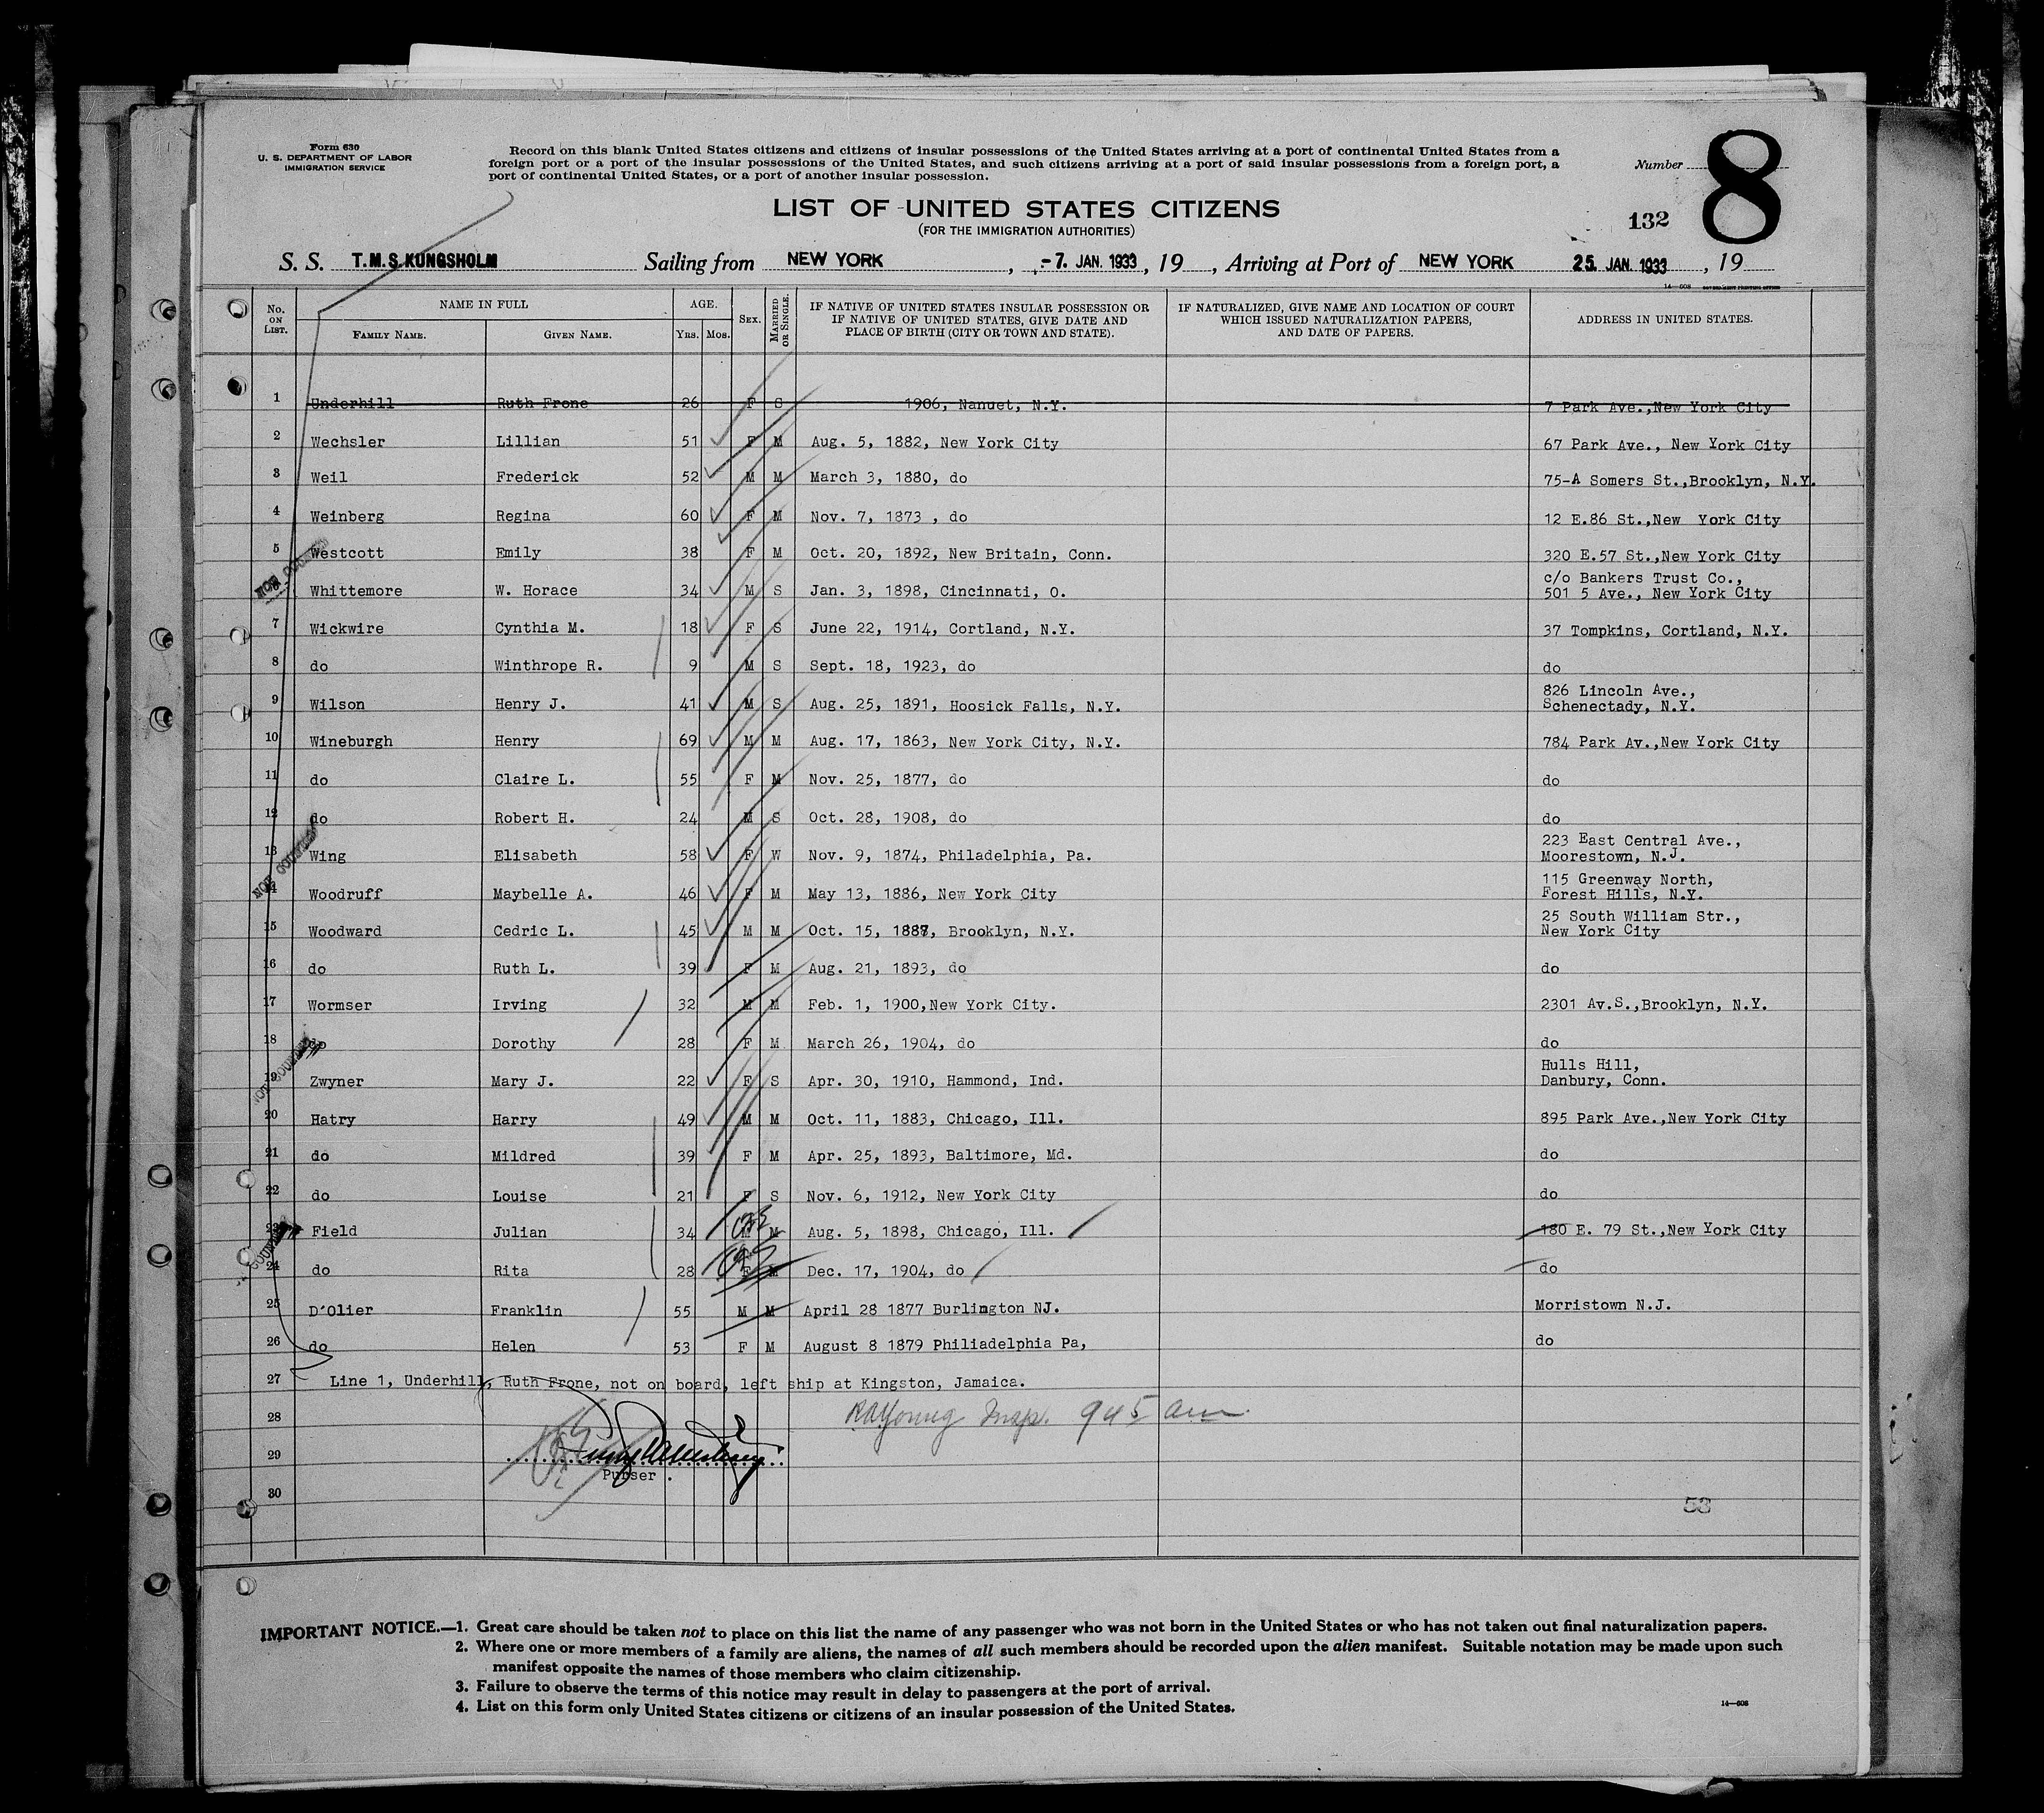 Form 630
U. S. DEPARTMENT OF LABOR
IMMIGRATION SERVICE
Record on this blank United States citizens and citizens of insular possessions of the United States arriving at a port of continental United States from a
foreign port or a port of the insular possessions of the United States, and such citizens arriving at a port of said insular possessions from a foreign port, a
port of continental United States, or a port of another insular possession.
Number 8
LIST OF UNITED STATES CITIZENS
(FOR THE IMMIGRATION AUTHORITIES)
132
S. S. T.M.S. KUNGSHOLM Sailing from NEW YORK, -7. JAN. 1933, 19, Arriving at Port of NEW YORK 25. JAN. 1933, 19
14—608 GOVERNMENT PRINTING OFFICE
No. ON LIST. NAME IN FULL AGE. SEX. MARRIED OR SINGLE. IF NATIVE OF UNITED STATES INSULAR POSSESSION OR IF NATIVE OF UNITED STATES, GIVE DATE AND PLACE OF BIRTH (CITY OR TOWN AND STATE). IF NATURALIZED, GIVE NAME AND LOCATION OF COURT WHICH ISSUED NATURALIZATION PAPERS, AND DATE OF PAPERS. ADDRESS IN UNITED STATES.
FAMILY NAME. GIVEN NAME. YRS. MOS.
1 Underhill Ruth Frone 26 F S 1906, Nanuet, N.Y. 7 Park Ave.,New York City
2 Wechsler Lillian 51 F M Aug. 5, 1882, New York City 67 Park Ave., New York City
3 Weil Frederick 52 M M March 3, 1880, do 75-A Somers St.,Brooklyn, N.Y.
4 Weinberg Regina 60 F M Nov. 7, 1873 , do 12 E.86 St.,New York City
5 Westcott Emily 38 F M Oct. 20, 1892, New Britain, Conn. 320 E.57 St.,New York City
Whittemore W. Horace 34 M S Jan. 3, 1898, Cincinnati, O. c/o Bankers Trust Co.,
501 5 Ave., New York City
7 Wickwire Cynthia M. 18 F S June 22, 1914, Cortland, N.Y. 37 Tompkins, Cortland, N.Y.
8 do Winthrope R. 9 M S Sept. 18, 1923, do do
9 Wilson Henry J. 41 M S Aug. 25, 1891, Hoosick Falls, N.Y. 826 Lincoln Ave.,
Schenectady, N.Y.
10 Wineburgh Henry 69 M M Aug. 17, 1863, New York City, N.Y. 784 Park Av.,New York City
11 do Claire L. 55 F M Nov. 25, 1877, do do
12 do Robert H. 24 M S Oct. 28, 1908, do do
13 Wing Elisabeth 58 F W Nov. 9, 1874, Philadelphia, Pa. 223 East Central Ave.,
Moorestown, N.J.
14 Woodruff Maybelle A. 46 F M May 13, 1886, New York City 115 Greenway North,
Forest Hills, N.Y.
15 Woodward Cedric L. 45 M M Oct. 15, 1887, Brooklyn, N.Y. 25 South William Str.,
New York City
16 do Ruth L. 39 F M Aug. 21, 1893, do do
17 Wormser Irving 32 M M Feb. 1, 1900,New York City. 2301 Av.S.,Brooklyn, N.Y.
18 do Dorothy 28 F M March 26, 1904, do do
19 Zwyner Mary J. 22 F S Apr. 30, 1910, Hammond, Ind. Hulls Hill,
Danbury, Conn.
20 Hatry Harry 49 M M Oct. 11, 1883, Chicago, Ill. 895 Park Ave.,New York City
21 do Mildred 39 F M Apr. 25, 1893, Baltimore, Md. do
22 do Louise 21 F S Nov. 6, 1912, New York City do
23 Field Julian 34 M M Aug. 5, 1898, Chicago, Ill. 180 E. 79 St.,New York City
24 do Rita 28 F M Dec. 17, 1904, do do
25 D'Olier Franklin 55 M M April 28 1877 Burlington NJ. Morristown N.J.
26 do Helen 53 F M August 8 1879 Philiadelphia Pa, do
27 Line 1, Underhill, Ruth Frone, not on board, left ship at Kingston, Jamaica.
28 RAYoung Insp. 945 am
29
Purser.
30
53
IMPORTANT NOTICE.—1. Great care should be taken not to place on this list the name of any passenger who was not born in the United States or who has not taken out final naturalization papers.
2. Where one or more members of a family are aliens, the names of all such members should be recorded upon the alien manifest. Suitable notation may be made upon such
manifest opposite the names of those members who claim citizenship.
3. Failure to observe the terms of this notice may result in delay to passengers at the port of arrival.
4. List on this form only United States citizens or citizens of an insular possession of the United States.
14—608